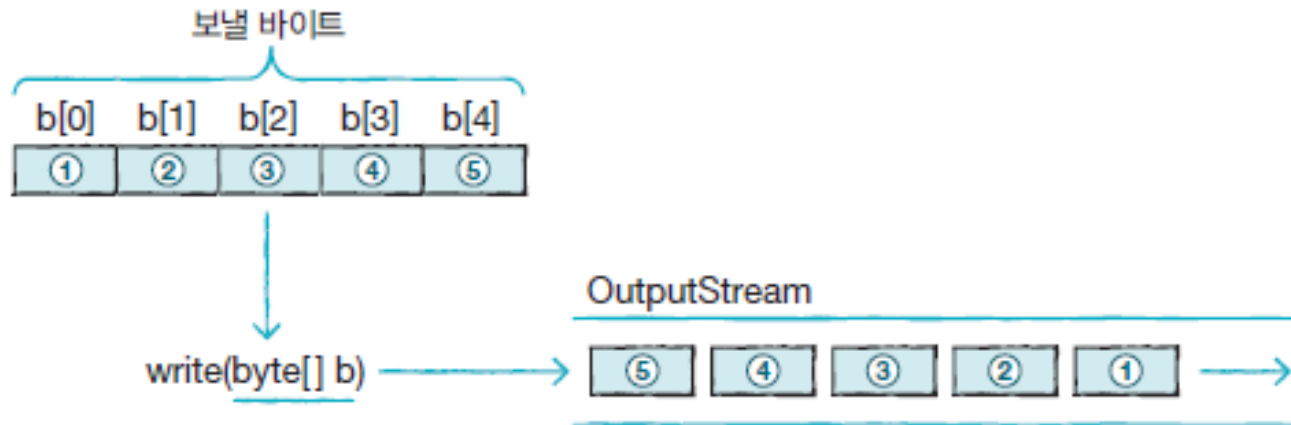 보낼 바이트
b[0] b[1] b[2] b[3] b[4]
① ② ③ ④ ⑤
OutputStream
write(byte[] b)
⑤ ④ ③ ② ①